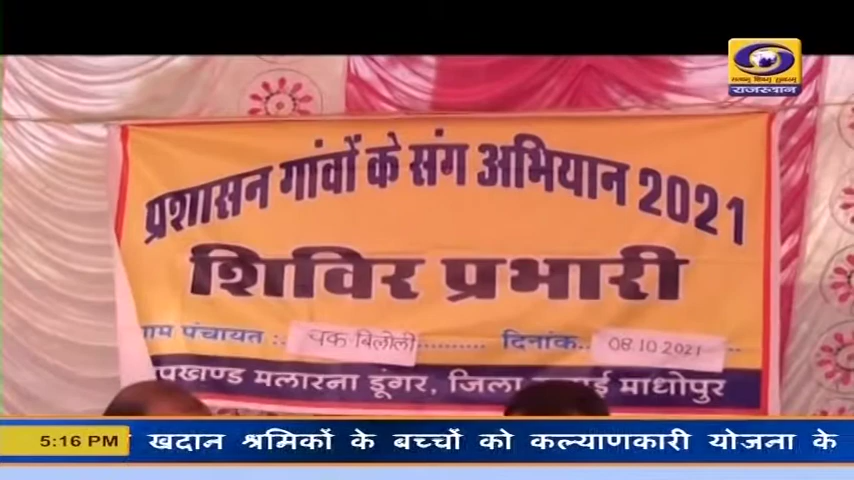 राजस्थान
प्रशासन गांवों के संग अभियान 2021
शिविर प्रभारी
ग्राम पंचायत : चक बिलोली .......... दिनांक.. 08.10.2021
मलारना डूंगर, जिला माधोपुर
5:16 PM खदान श्रमिकों के बच्चों को कल्याणकारी योजना के